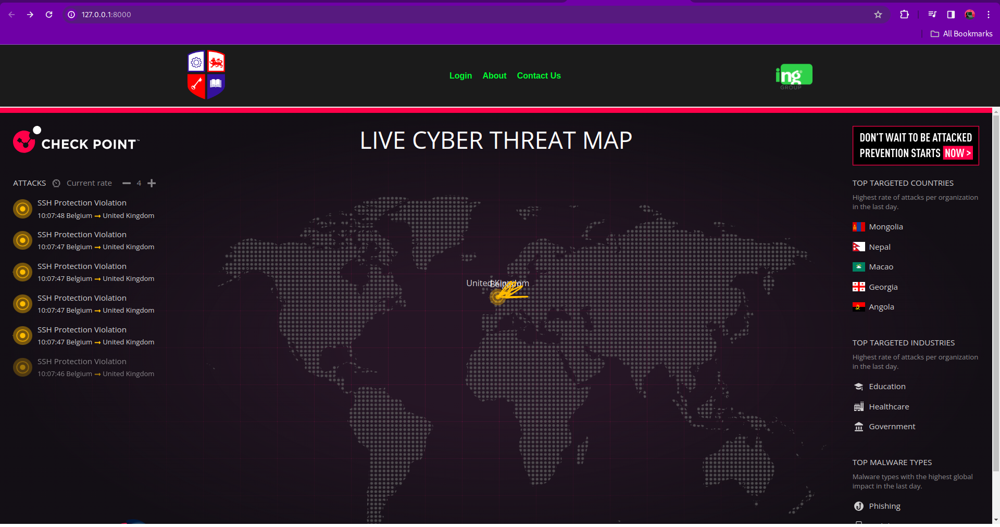 127.0.0.1:8000
All Bookmarks
Login About Contact Us
ing
GROUP
CHECK POINT™
LIVE CYBER THREAT MAP
DON'T WAIT TO BE ATTACKED
PREVENTION STARTS NOW >
ATTACKS Current rate 4
SSH Protection Violation
10:07:48 Belgium → United Kingdom
SSH Protection Violation
10:07:47 Belgium → United Kingdom
SSH Protection Violation
10:07:47 Belgium → United Kingdom
SSH Protection Violation
10:07:47 Belgium → United Kingdom
SSH Protection Violation
10:07:47 Belgium → United Kingdom
SSH Protection Violation
10:07:46 Belgium → United Kingdom
United Kingdom
Belgium
TOP TARGETED COUNTRIES
Highest rate of attacks per organization
in the last day.
Mongolia
Nepal
Macao
Georgia
Angola
TOP TARGETED INDUSTRIES
Highest rate of attacks per organization
in the last day.
Education
Healthcare
Government
TOP MALWARE TYPES
Malware types with the highest global
impact in the last day.
Phishing